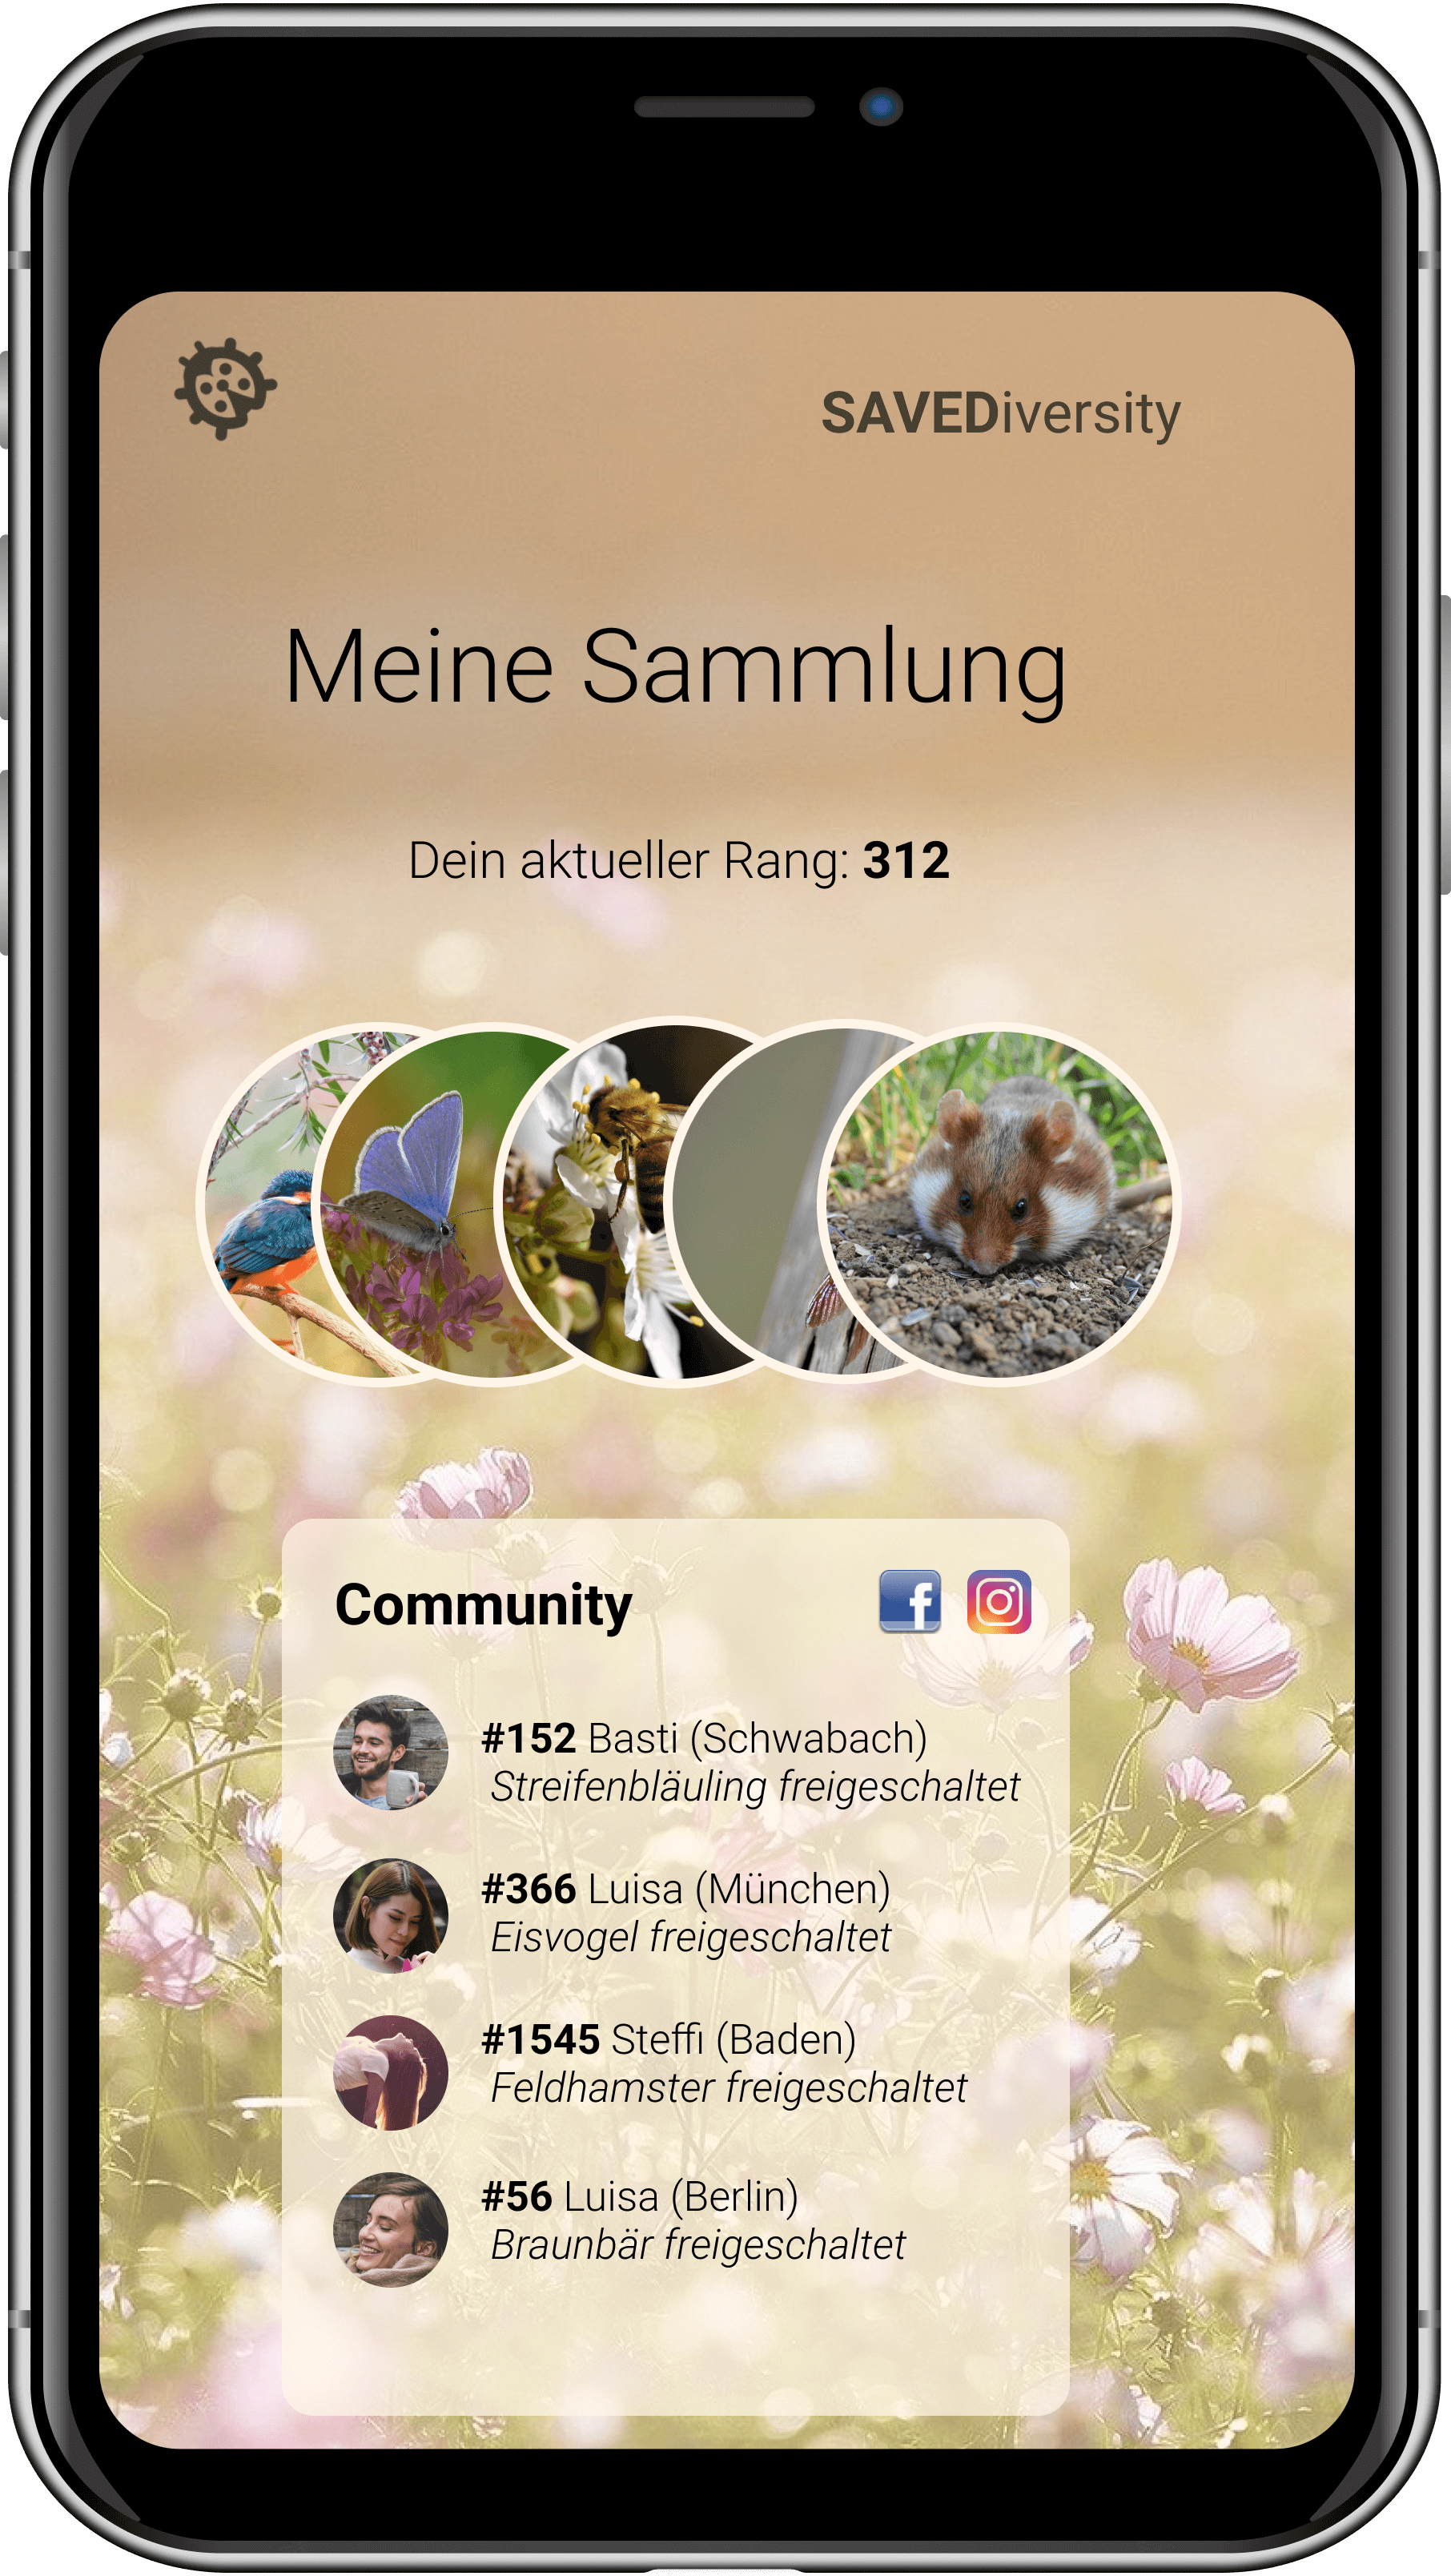 SAVEDiversity
Meine Sammlung
Dein aktueller Rang: 312
Community
#152 Basti (Schwabach)
Streifenbläuling freigeschaltet
#366 Luisa (München)
Eisvogel freigeschaltet
#1545 Steffi (Baden)
Feldhamster freigeschaltet
#56 Luisa (Berlin)
Braunbär freigeschaltet